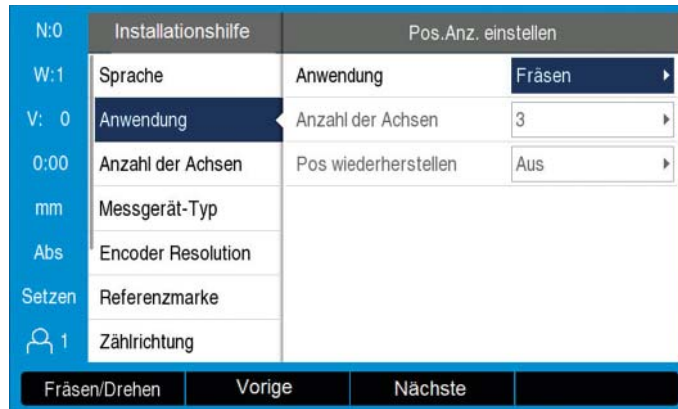 N:0
W:1
V: 0
0:00
mm
Abs
Setzen
1
Installationshilfe
Sprache
Anwendung
Anzahl der Achsen
Messgerät-Typ
Encoder Resolution
Referenzmarke
Zählrichtung
Pos.Anz. einstellen
Anwendung Fräsen
Anzahl der Achsen 3
Pos wiederherstellen Aus
Fräsen/Drehen Vorige Nächste